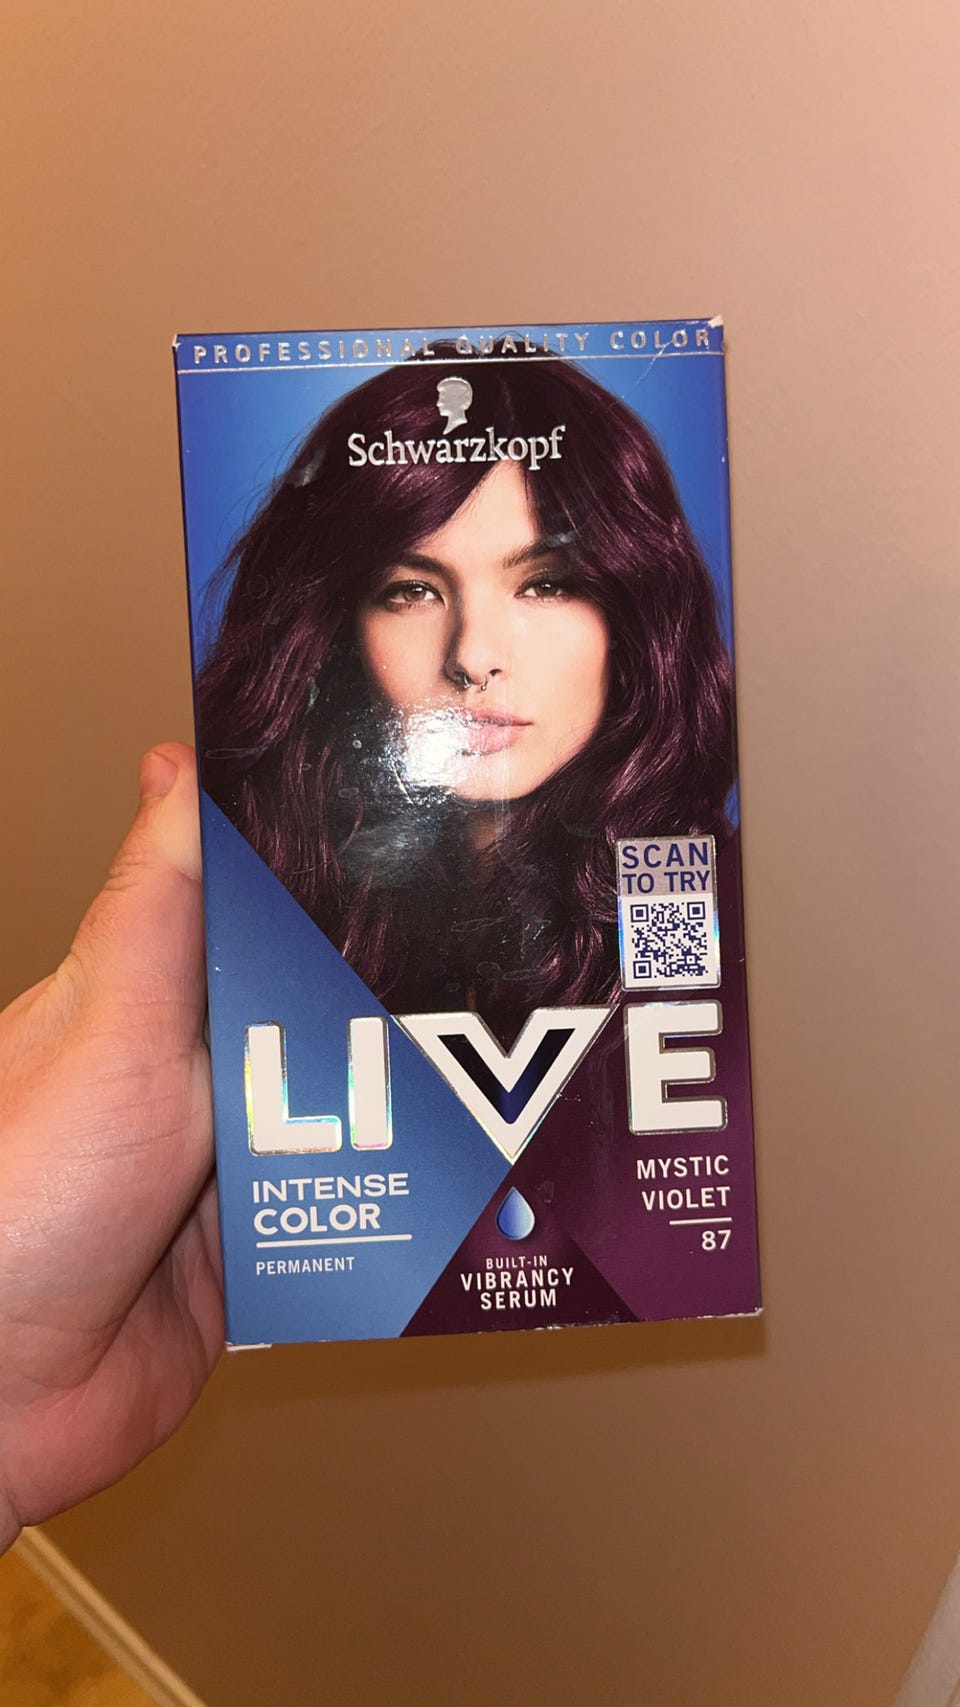 PROFESSIONAL QUALITY COLOR
Schwarzkopf
SCAN
TO TRY
LIVE
INTENSE
COLOR
PERMANENT
MYSTIC
VIOLET
87
BUILT-IN
VIBRANCY
SERUM